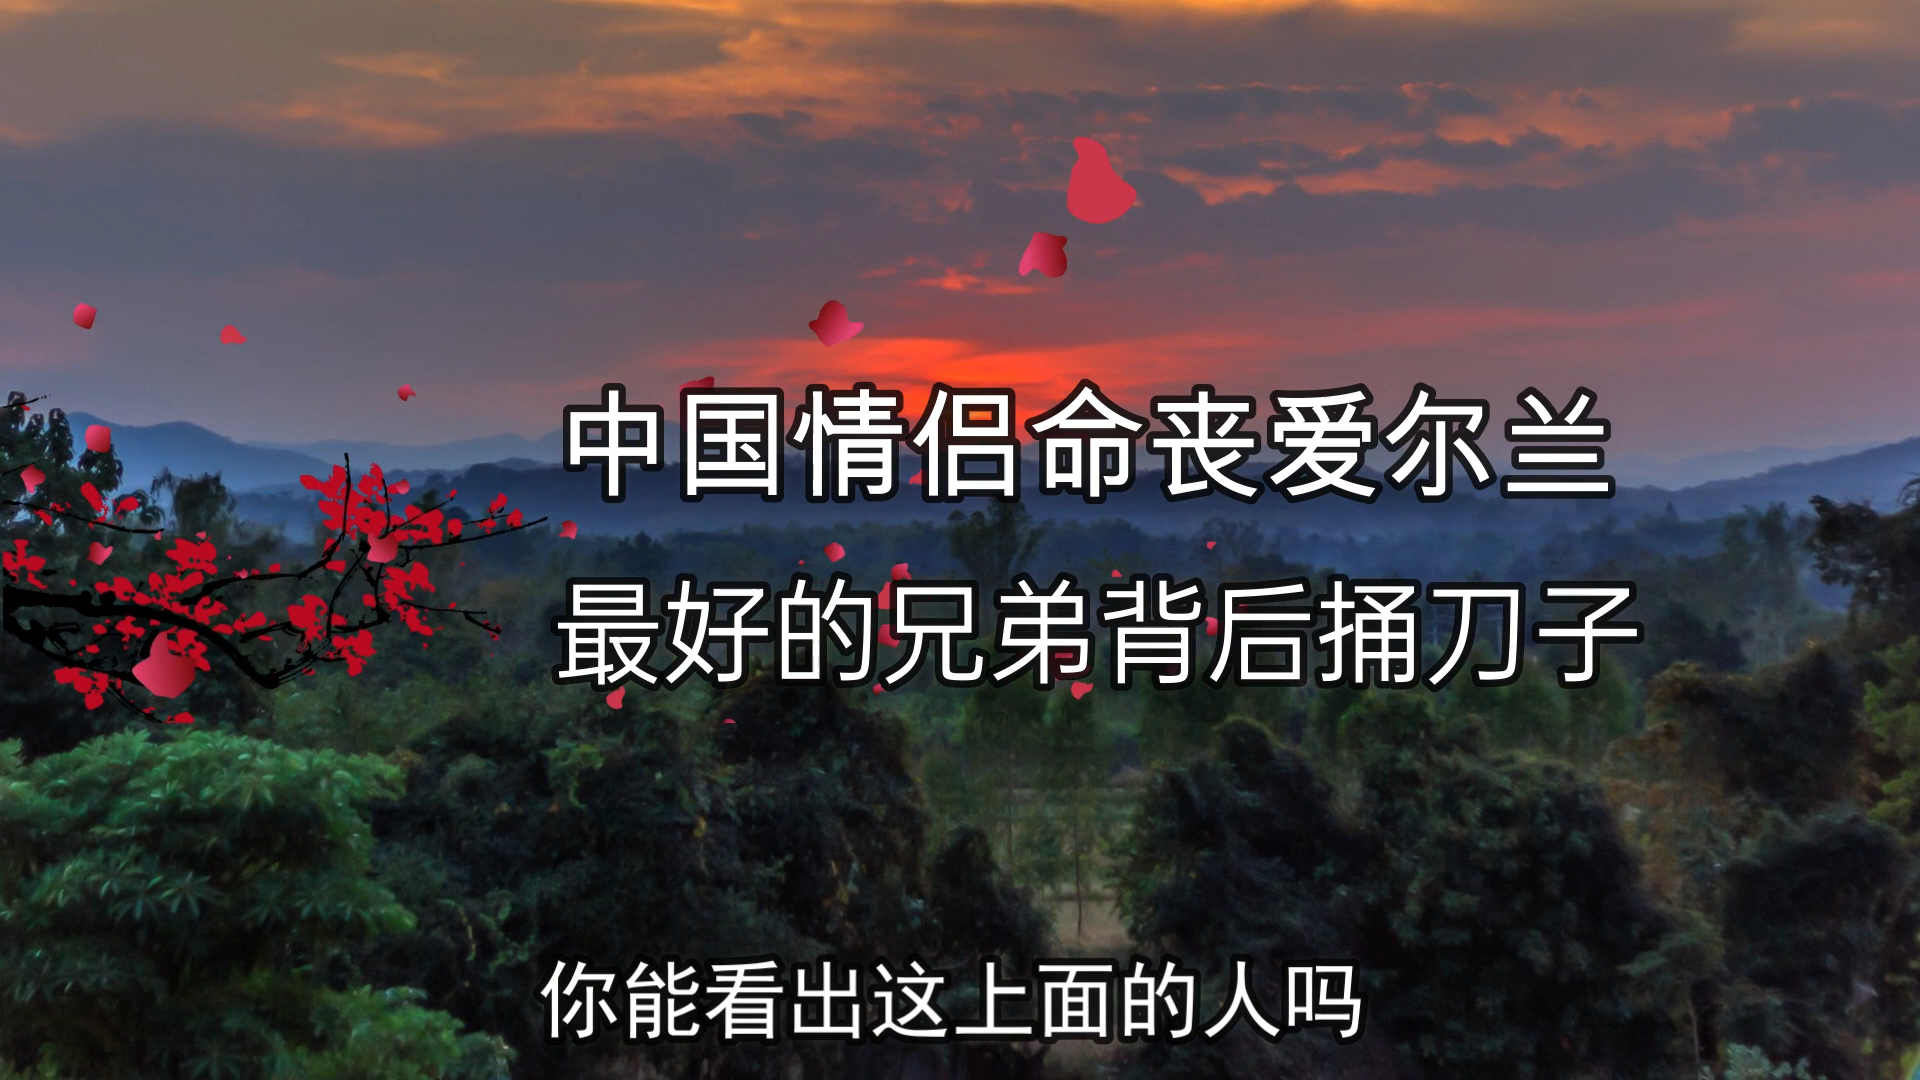 中国情侣命丧爱尔兰
最好的兄弟背后捅刀子
你能看出这上面的人吗